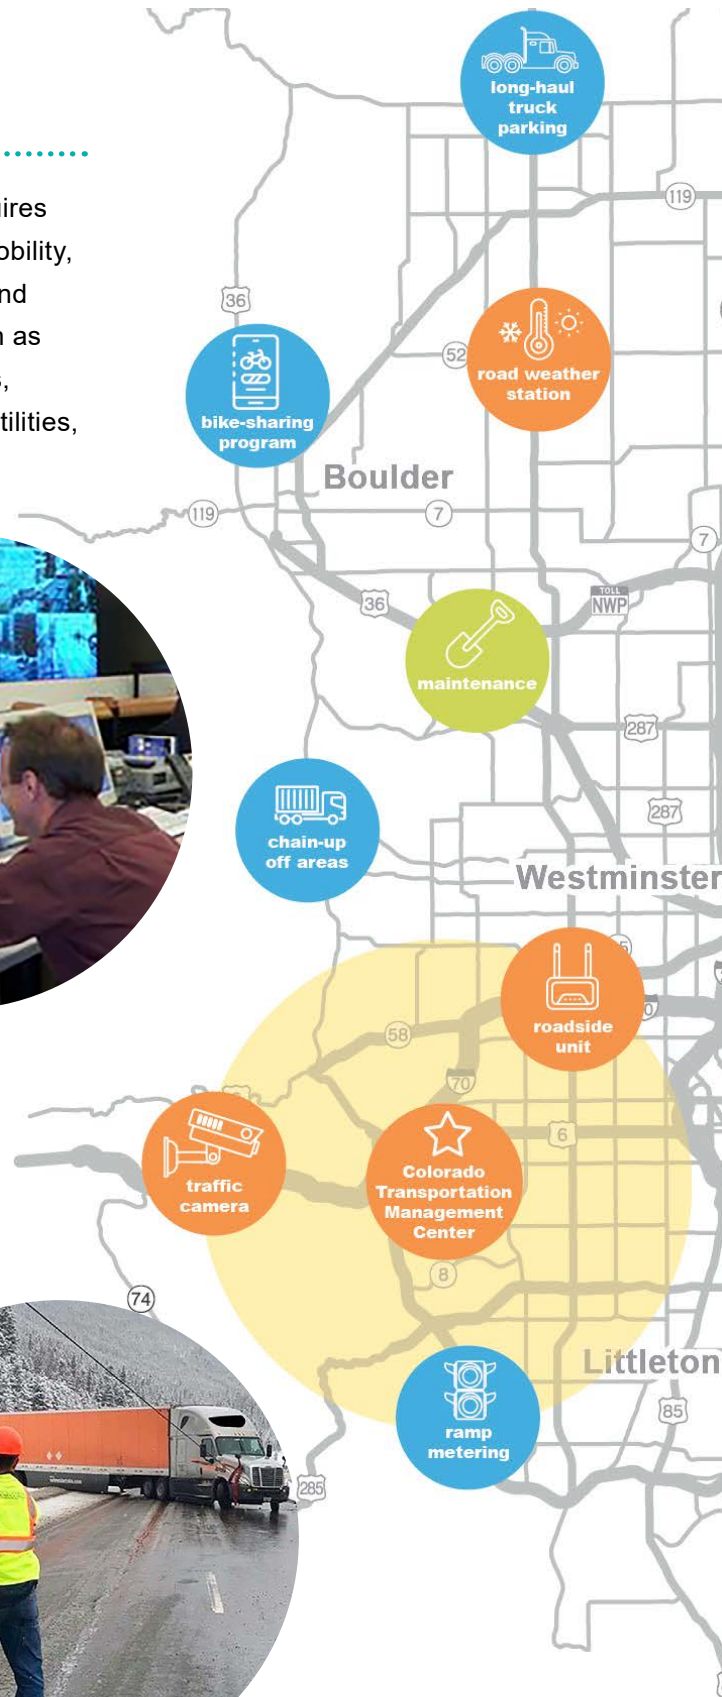 long-haul
truck
parking
uires
obility,
nd
n as
s,
tilities,
119
36
52
road weather
station
bike-sharing
program
Boulder
119
7
7
36
TOLL
NWP
maintenance
287
287
chain-up
off areas
Westminster
roadside
unit
58
70
6
traffic
camera
Colorado
Transportation
Management
Center
8
74
Littleton
ramp
metering
85
285